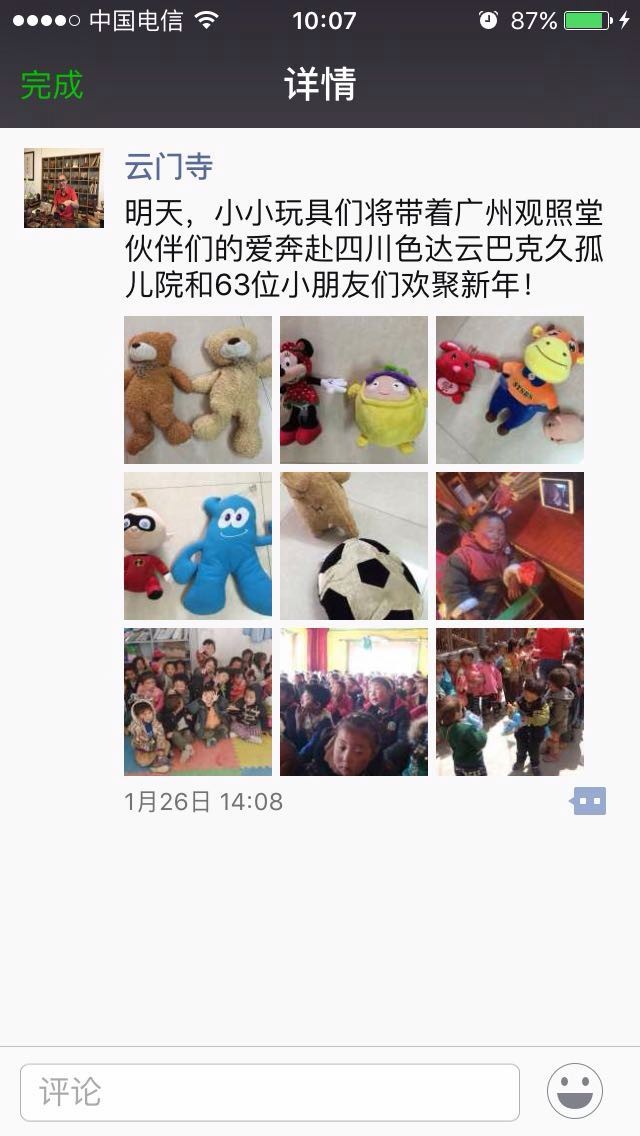 中国电信 10:07 87%
完成 详情
云门寺
明天，小小玩具们将带着广州观照堂
伙伴们的爱奔赴四川色达云巴克久孤
儿院和63位小朋友们欢聚新年！
1月26日 14:08
评论